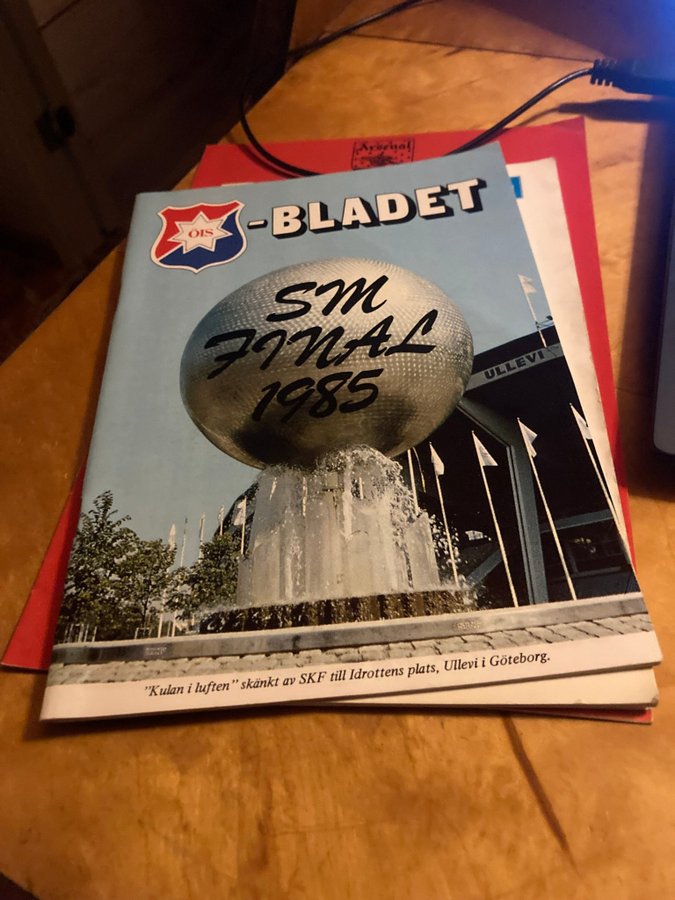 Arsenal
ÖIS
-BLADET
SM
FINAL
1985
ULLEVI
"Kulan i luften" skänkt av SKF till Idrottens plats, Ullevi i Göteborg.